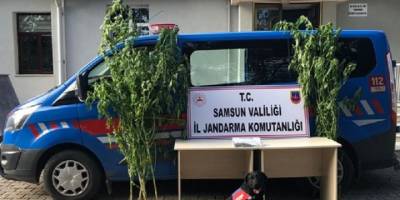 T.C.
SAMSUN VALİLİĞİ
İL JANDARMA KOMUTANLIĞI
112